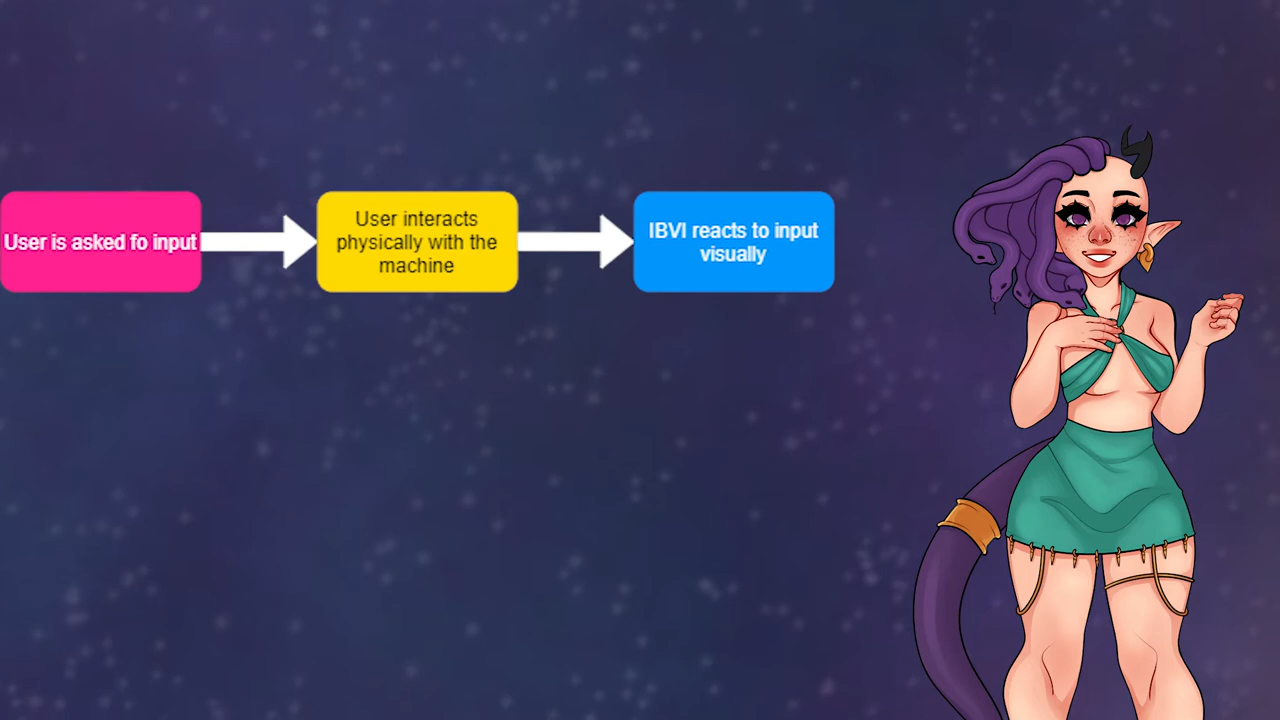 User is asked fo input
User interacts
physically with the
machine
IBVI reacts to input
visually